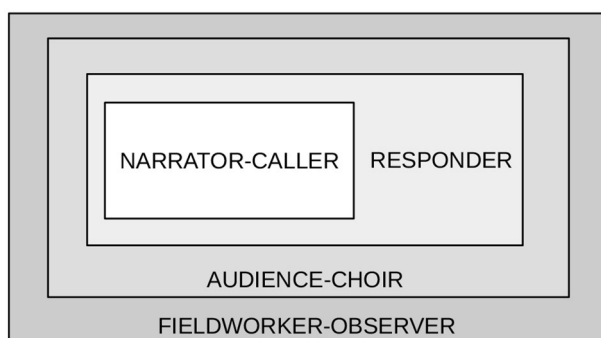 NARRATOR-CALLER RESPONDER
AUDIENCE-CHOIR
FIELDWORKER-OBSERVER